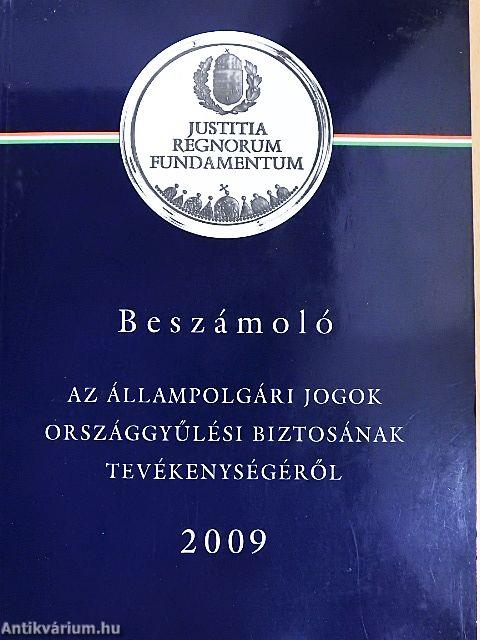 JUSTITIA
REGNORUM
FUNDAMENTUM
Beszámoló
AZ ÁLLAMPOLGÁRI JOGOK
ORSZÁGGYŰLÉSI BIZTOSÁNAK
TEVÉKENYSÉGÉRŐL
2009
Antikvárium.hu